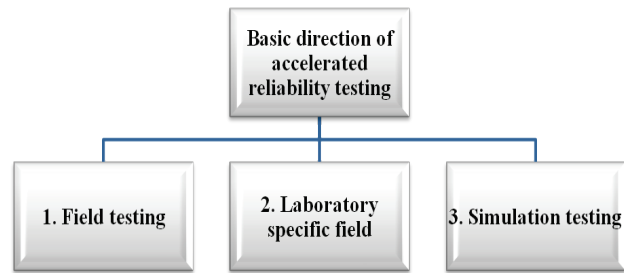 Basic direction of
accelerated
reliability testing
1. Field testing
2. Laboratory
specific field
3. Simulation testing